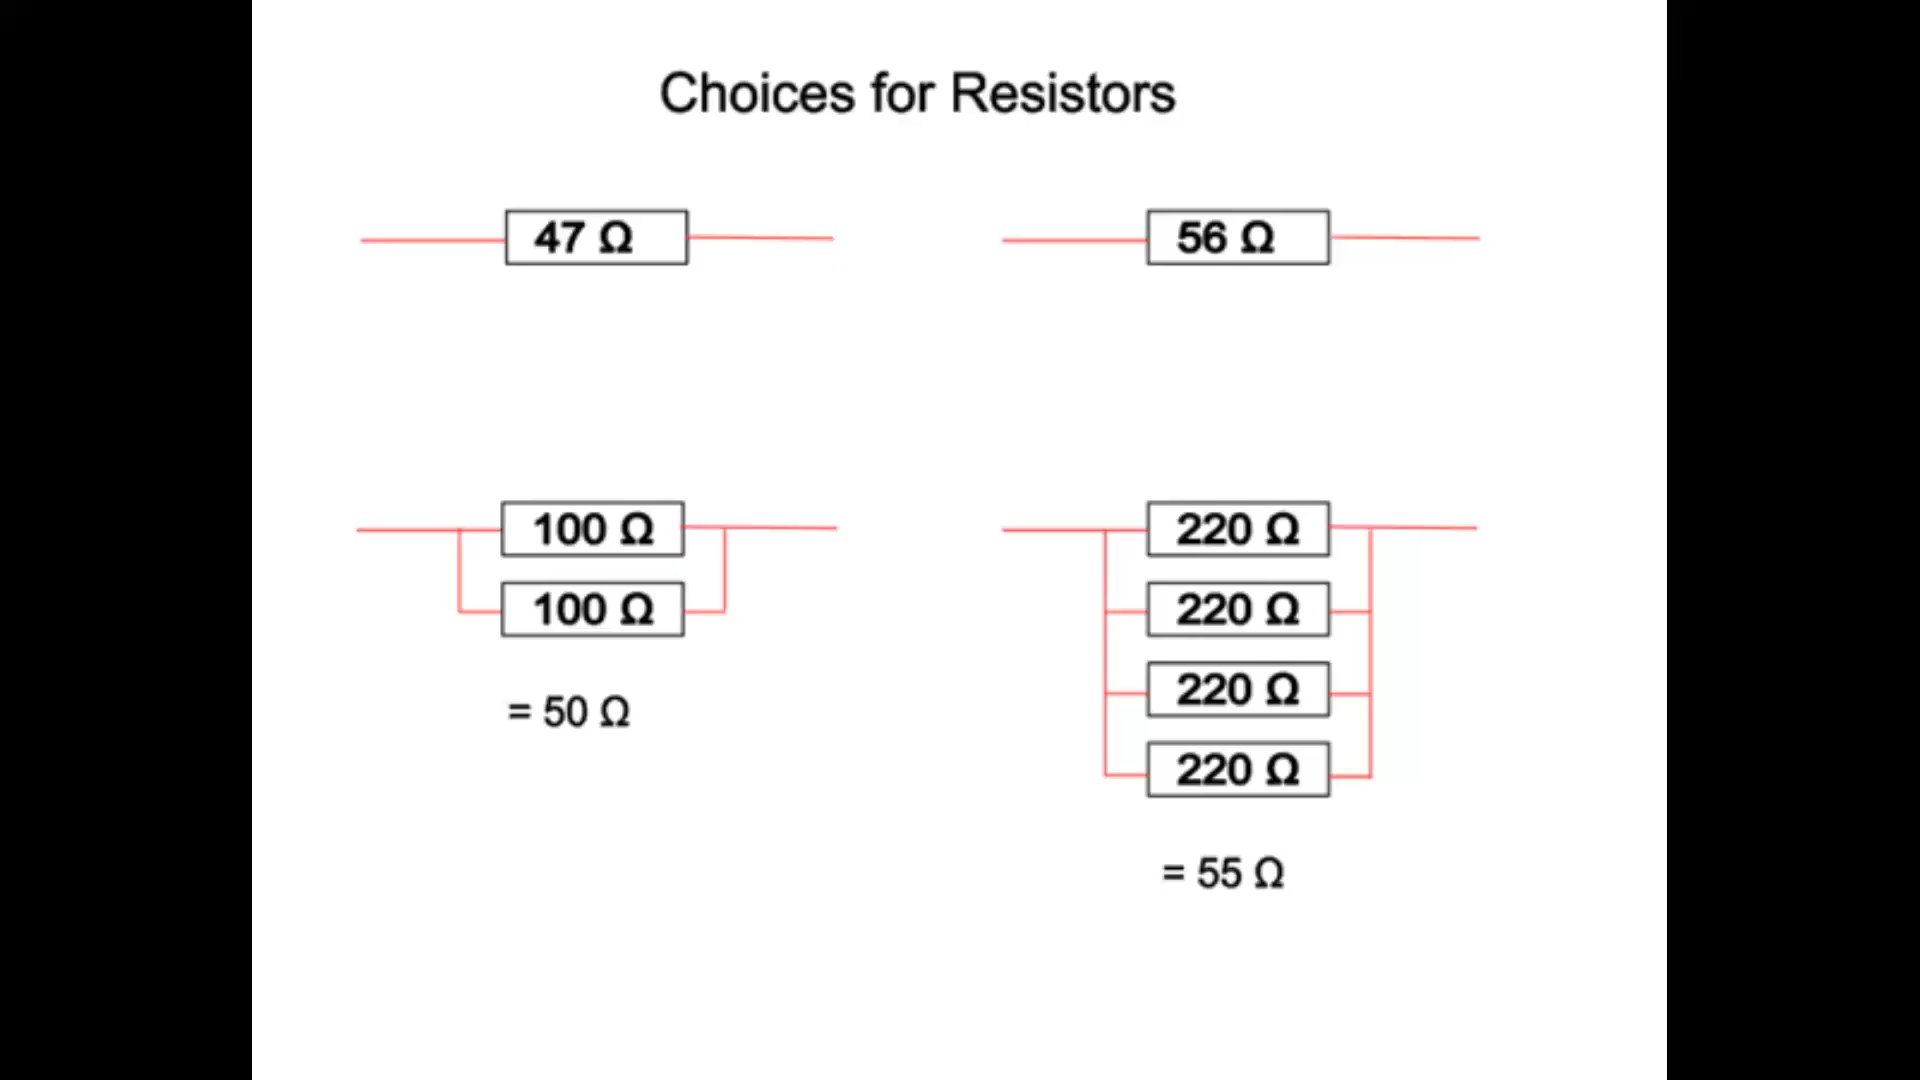 Choices for Resistors
47 Ω
56 Ω
100 Ω
100 Ω
= 50 Ω
220 Ω
220 Ω
220 Ω
220 Ω
= 55 Ω